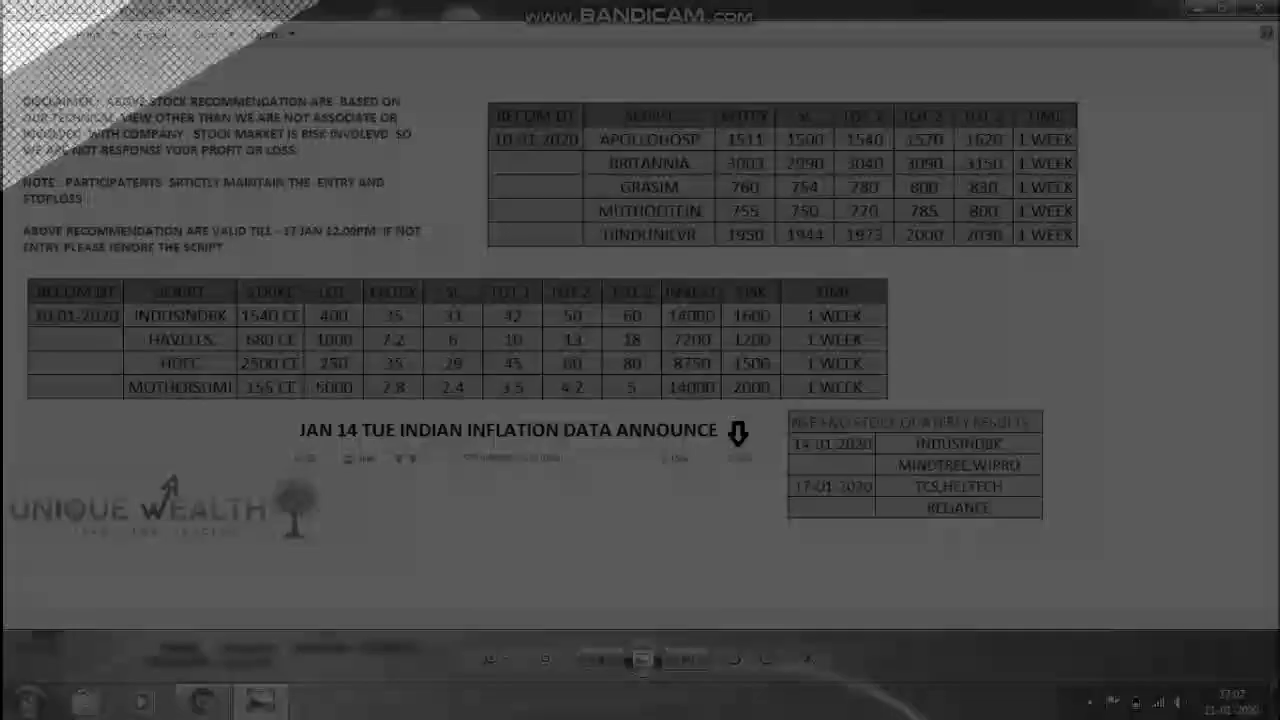 WWW.BANDICAM.COM
DISCLAIMER : ABOVE STOCK RECOMMENDATION ARE BASED ON
OUR TECHNICAL VIEW OTHER THAN WE ARE NOT ASSOCIATE OR
WITH COMPANY . STOCK MARKET IS RISK INVOLEVD SO
WE ARE NOT RESPONSE YOUR PROFIT OR LOSS.
NOTE : PARTICIPATENTS SRTICTLY MAINTAIN THE ENTRY AND
STOPLOSS
ABOVE RECOMMENDATION ARE VALID TILL - 17 JAN 12.00PM IF NOT
ENTRY PLEASE IGNORE THE SCRIPT
RECOM DT SCRIPT ENTRY SL TGT 1 TGT 2 TGT 3 TIME
10-01-2020 APOLLOHOSP 1511 1500 1540 1570 1620 1 WEEK
BRITANNIA 3003 2990 3040 3090 3150 1 WEEK
GRASIM 760 754 780 800 830 1 WEEK
MUTHOOTFIN 755 750 770 785 800 1 WEEK
HINDUNILVR 1950 1944 1973 2000 2030 1 WEEK
RECOM DT SCRIPT STRIKE LOT ENTRY SL TGT 1 TGT 2 TGT 3 INVEST RISK TIME
10-01-2020 INDUSINDBK 1540 CE 400 35 31 42 50 60 14000 1600 1 WEEK
HAVELLS 680 CE 1000 7.2 6 10 13 18 7200 1200 1 WEEK
HDFC 2500 CE 250 35 29 45 60 80 8750 1500 1 WEEK
MOTHERSUMI 155 CE 5000 2.8 2.4 3.5 4.2 5 14000 2000 1 WEEK
JAN 14 TUE INDIAN INFLATION DATA ANNOUNCE
NSE F&O STOCK QUATERLY RESULTS
14-01-2020 INDUSINDBK
MINDTREE,WIPRO
17-01-2020 TCS,HCLTECH
RELIANCE
UNIQUE WEALTH
11-01-2020